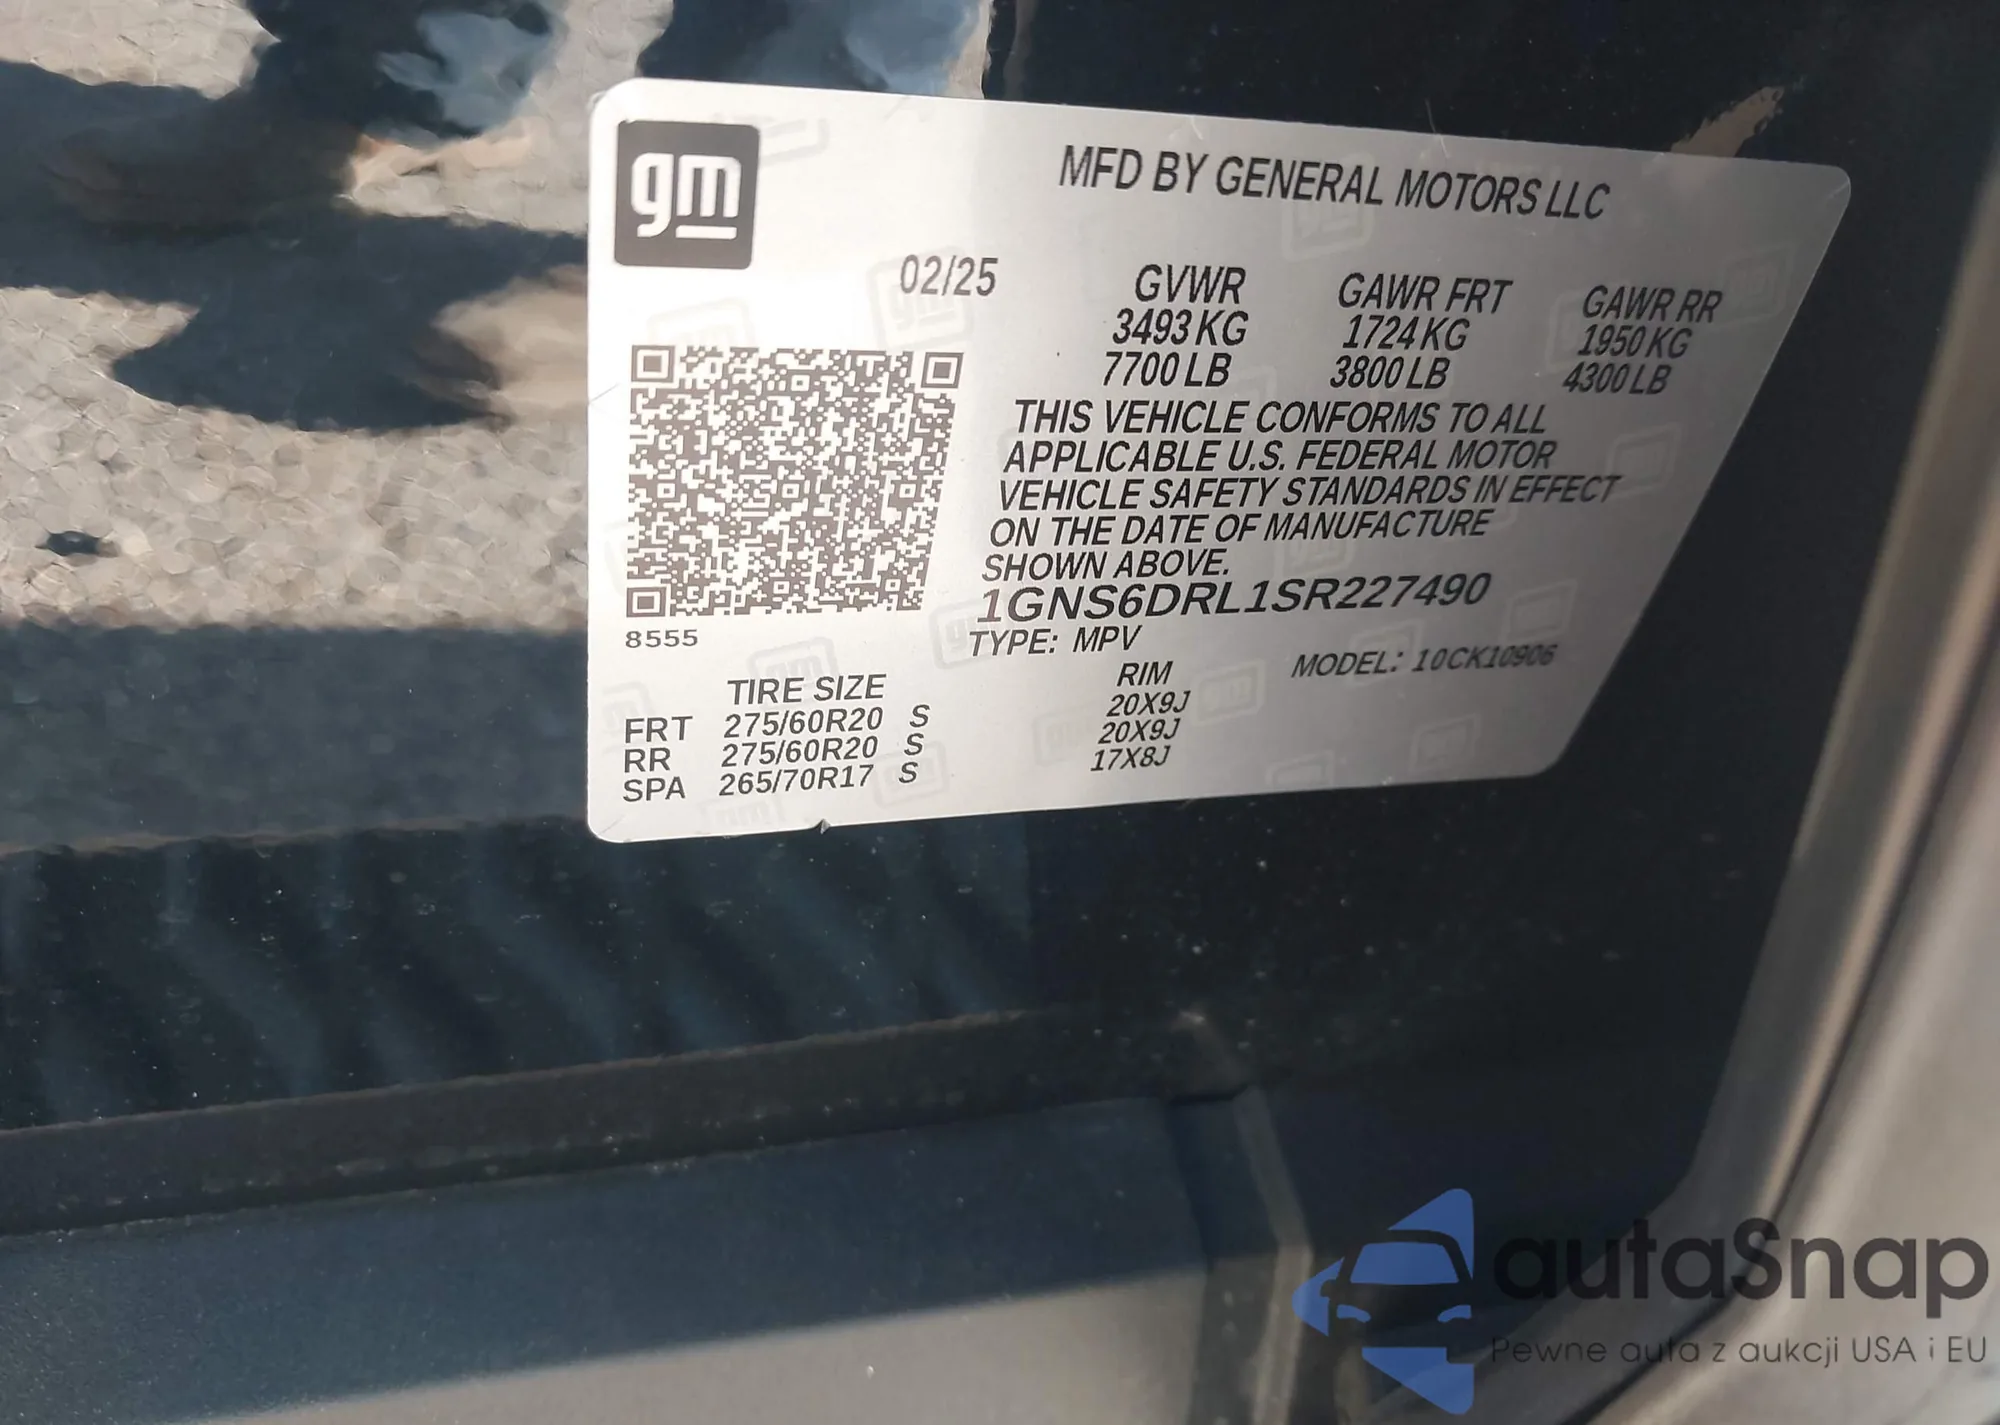 gm
MFD BY GENERAL MOTORS LLC
02/25 GVWR GAWR FRT GAWR RR
3493 KG 1724 KG 1950 KG
7700 LB 3800 LB 4300 LB
THIS VEHICLE CONFORMS TO ALL
APPLICABLE U.S. FEDERAL MOTOR
VEHICLE SAFETY STANDARDS IN EFFECT
ON THE DATE OF MANUFACTURE
SHOWN ABOVE.
1GNS6DRL1SR227490
8555
TYPE: MPV MODEL: 10CK10906
TIRE SIZE RIM
FRT 275/60R20 S 20X9J
RR 275/60R20 S 20X9J
SPA 265/70R17 S 17X8J
autaSnap
Pewne auta z aukcji USA i EU